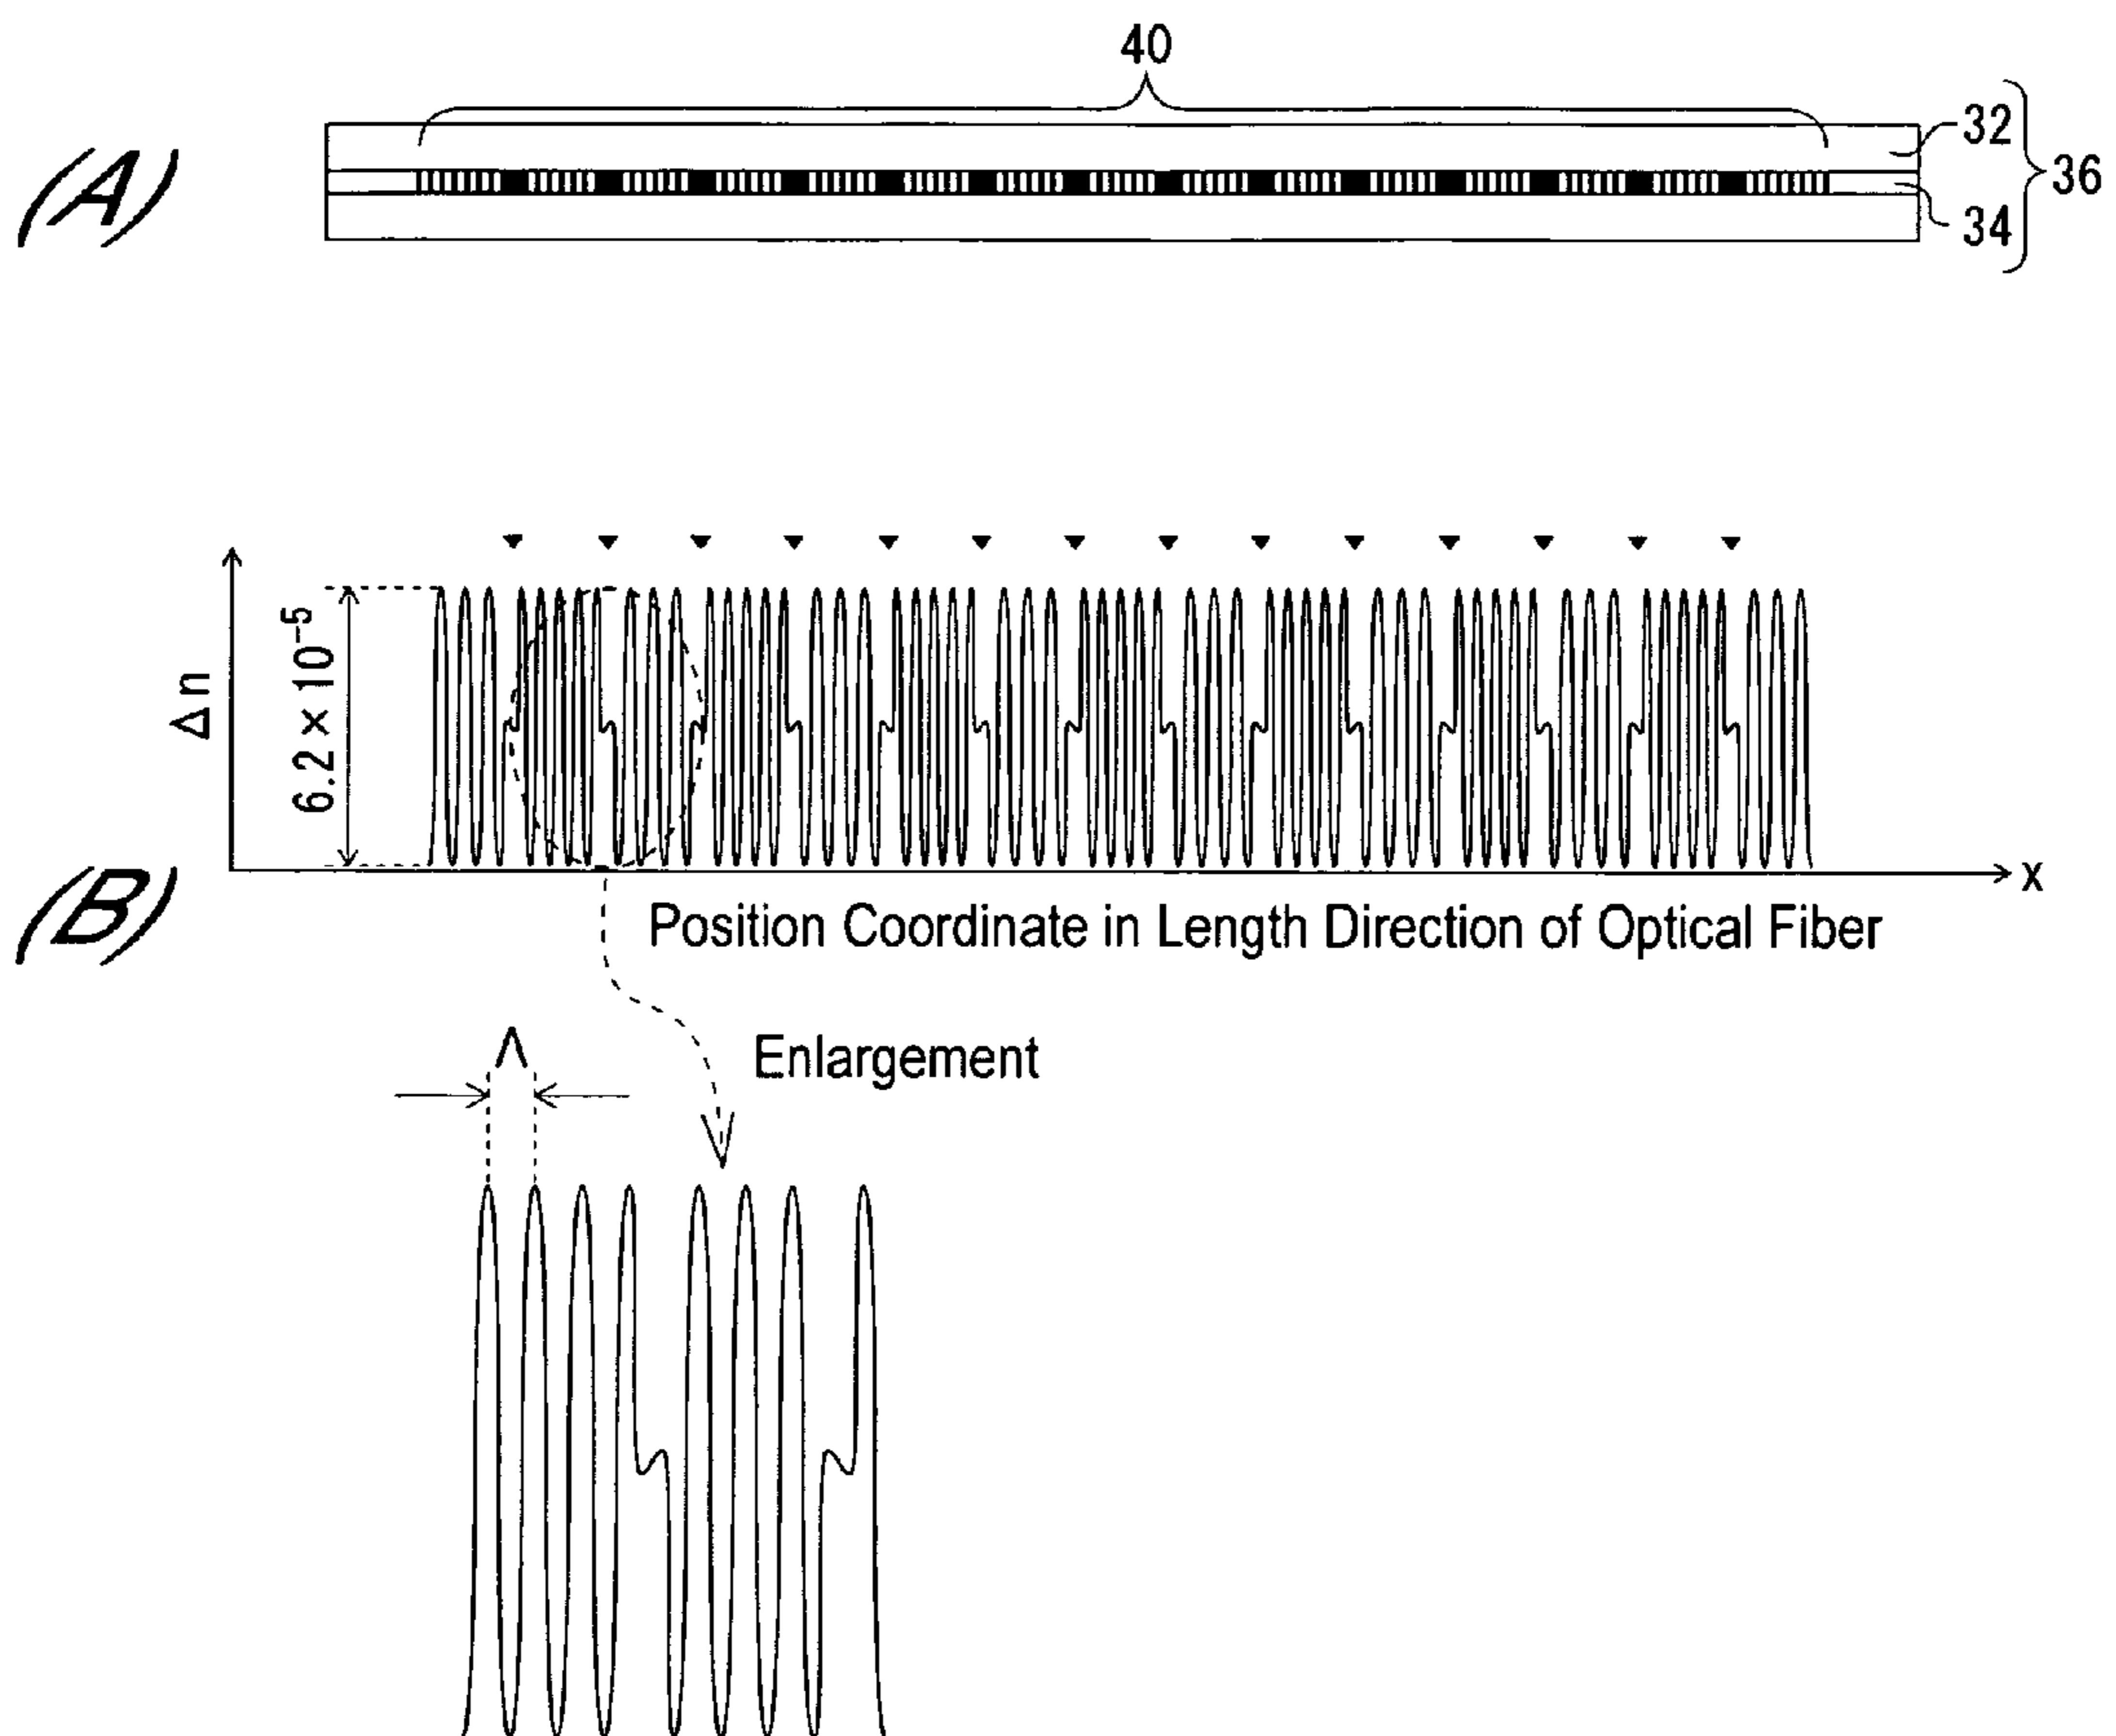 40
(A)
32
36
34
Δn
6.2 × 10⁻⁵
x
(B)
Position Coordinate in Length Direction of Optical Fiber
Λ
Enlargement